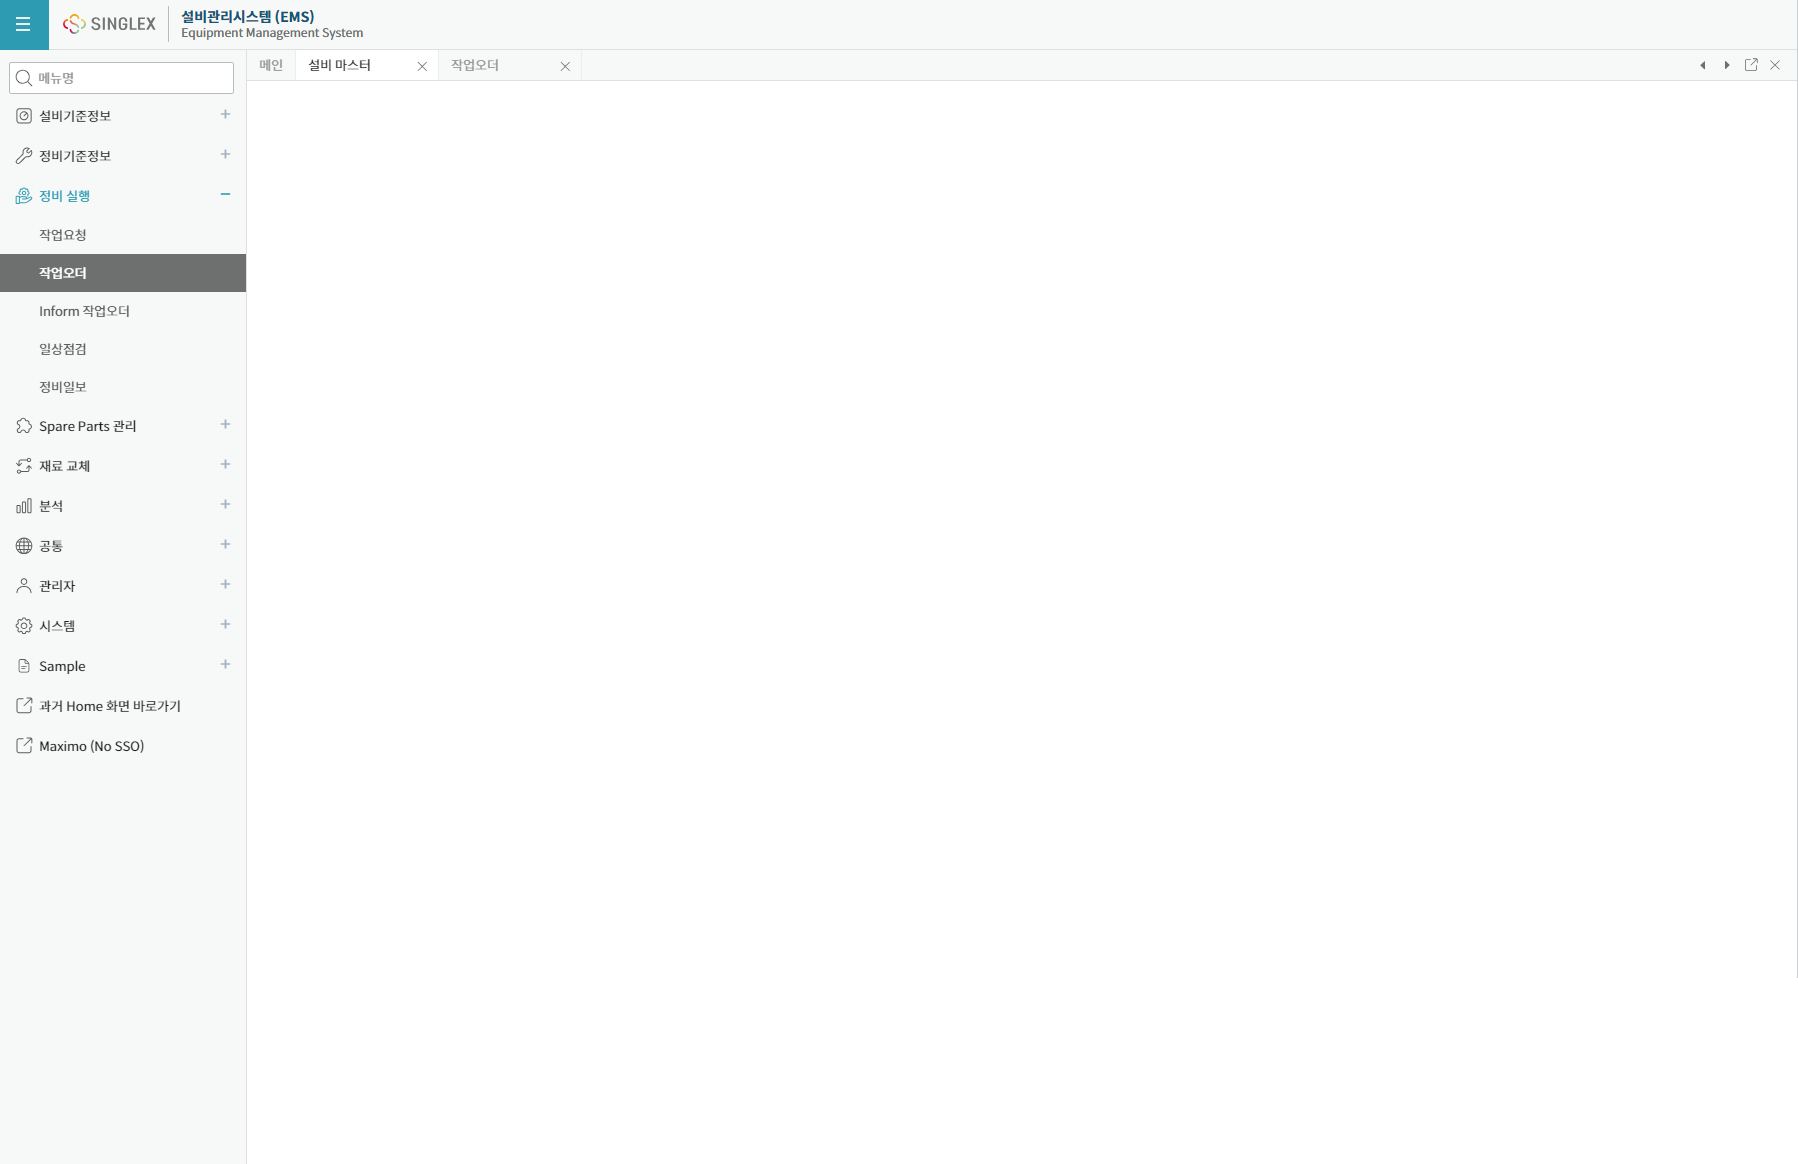 SINGLEX
설비관리시스템 (EMS)
Equipment Management System
메뉴명
설비기준정보
정비기준정보
정비 실행
작업요청
작업오더
Inform 작업오더
일상점검
정비일보
Spare Parts 관리
재료 교체
분석
공통
관리자
시스템
Sample
과거 Home 화면 바로가기
Maximo (No SSO)
메인
설비 마스터
작업오더